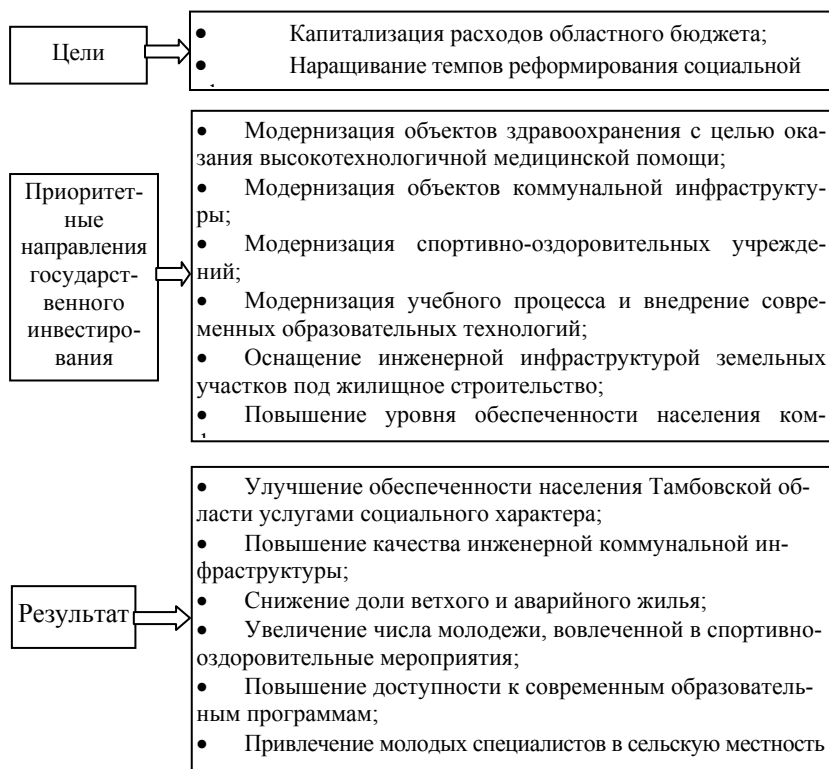 Цели
• Капитализация расходов областного бюджета;
• Наращивание темпов реформирования социальной
Приоритет-
ные
направления
государст-
венного
инвестиро-
вания
• Модернизация объектов здравоохранения с целью ока-
зания высокотехнологичной медицинской помощи;
• Модернизация объектов коммунальной инфраструкту-
ры;
• Модернизация спортивно-оздоровительных учрежде-
ний;
• Модернизация учебного процесса и внедрение совре-
менных образовательных технологий;
• Оснащение инженерной инфраструктурой земельных
участков под жилищное строительство;
• Повышение уровня обеспеченности населения ком-
Результат
• Улучшение обеспеченности населения Тамбовской об-
ласти услугами социального характера;
• Повышение качества инженерной коммунальной ин-
фраструктуры;
• Снижение доли ветхого и аварийного жилья;
• Увеличение числа молодежи, вовлеченной в спортивно-
оздоровительные мероприятия;
• Повышение доступности к современным образователь-
ным программам;
• Привлечение молодых специалистов в сельскую местность